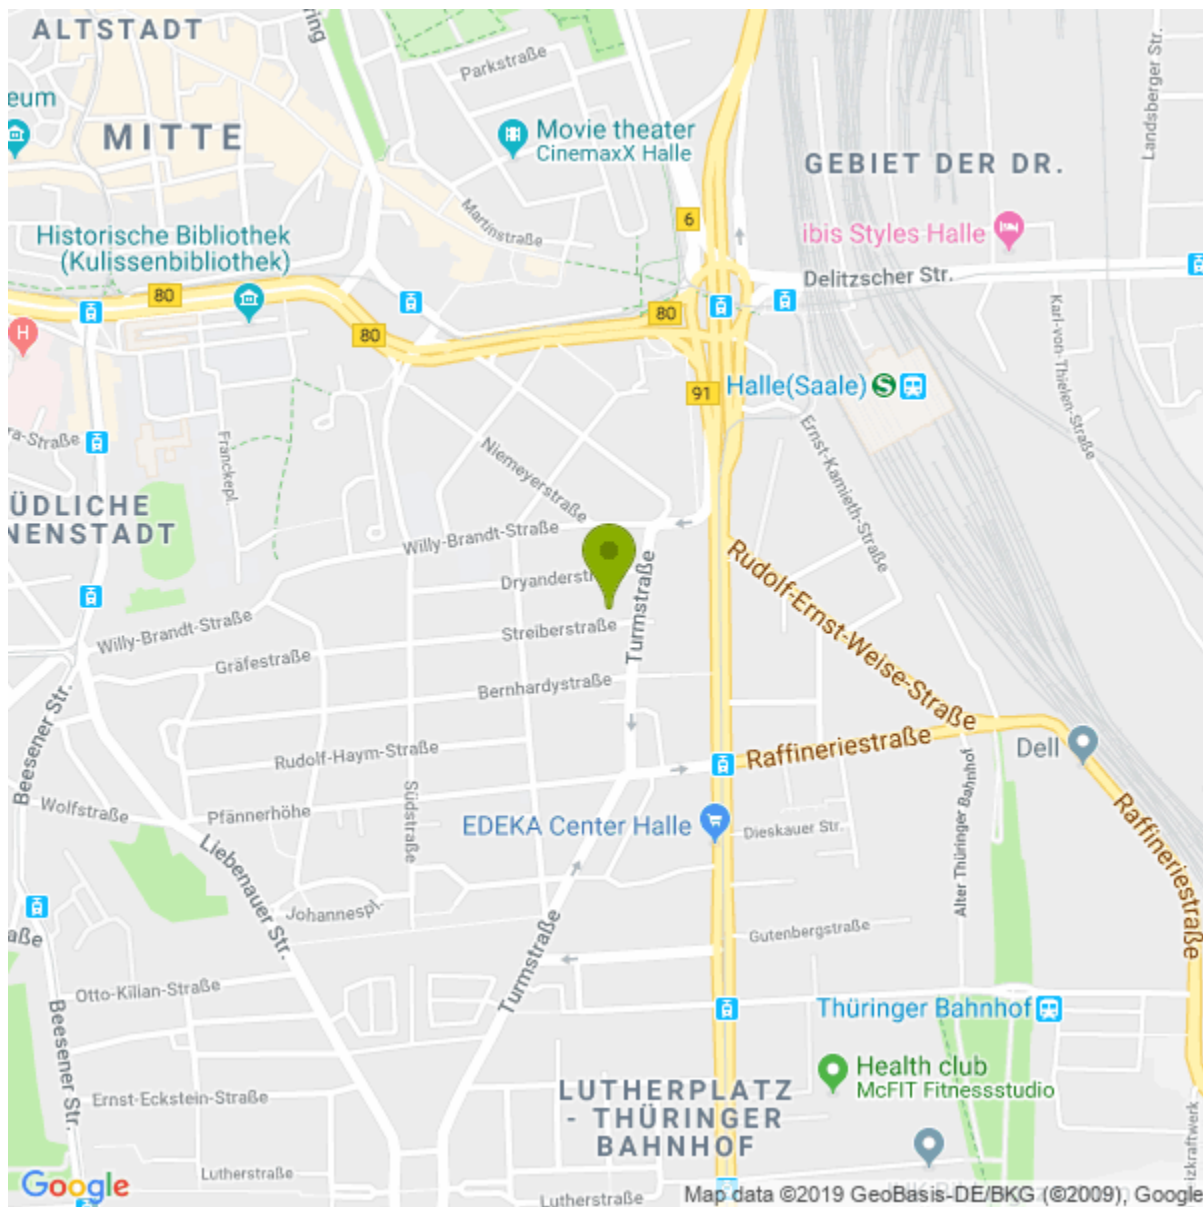 ALTSTADT
ring
Parkstraße
Landsberger Str.
eum
MITTE
Movie theater
CinemaxX Halle
GEBIET DER DR.
6
Martinstraße
ibis Styles Halle
Historische Bibliothek
(Kulissenbibliothek)
Delitzscher Str.
80
80
80
H
Karl-von-Thielen-Straße
91
Halle(Saale)
S
ra-Straße
Franckepl.
Niemeyerstraße
Ernst-Kamieth-Straße
ÜDLICHE
NENSTADT
Willy-Brandt-Straße
Rudolf-Ernst-Weise-Straße
Dryanderst
Turmstraße
Willy-Brandt-Straße
Streiberstraße
Gräfestraße
Bernhardystraße
Beesener Str.
Rudolf-Haym-Straße
Raffineriestraße
Dell
Wolfstraße
Pfännerhöhe
Südstraße
EDEKA Center Halle
Dieskauer Str.
Alter Thüringer Bahnhof
Raffineriestraße
Liebenauer Str.
Johannespl.
aße
Turmstraße
Gutenbergstraße
Otto-Kilian-Straße
Thüringer Bahnhof
Beesener Str.
Health club
McFIT Fitnessstudio
Ernst-Eckstein-Straße
LUTHERPLATZ
- THÜRINGER
BAHNHOF
izkraftwerk
Lutherstraße
Lutherstraße
Google
Map data ©2019 GeoBasis-DE/BKG (©2009), Google